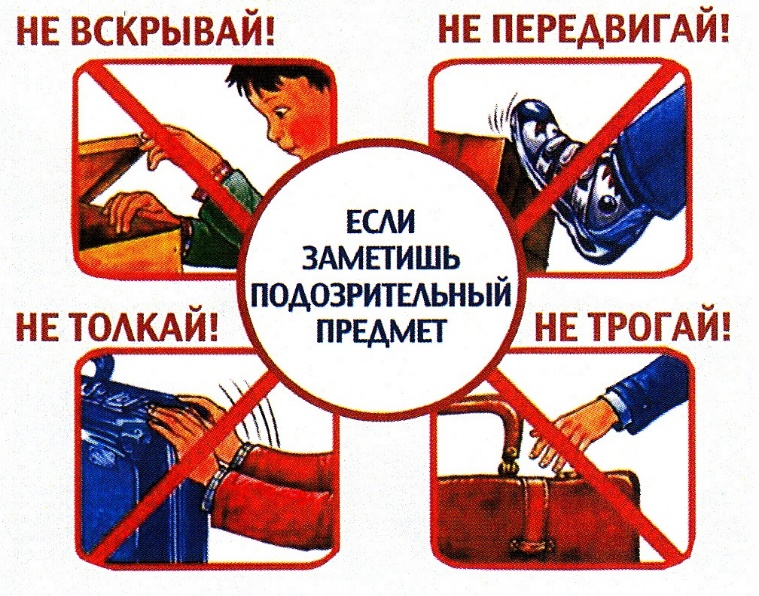 НЕ ВСКРЫВАЙ!
НЕ ПЕРЕДВИГАЙ!
ЕСЛИ
ЗАМЕТИШЬ
ПОДОЗРИТЕЛЬНЫЙ
ПРЕДМЕТ
НЕ ТОЛКАЙ!
НЕ ТРОГАЙ!